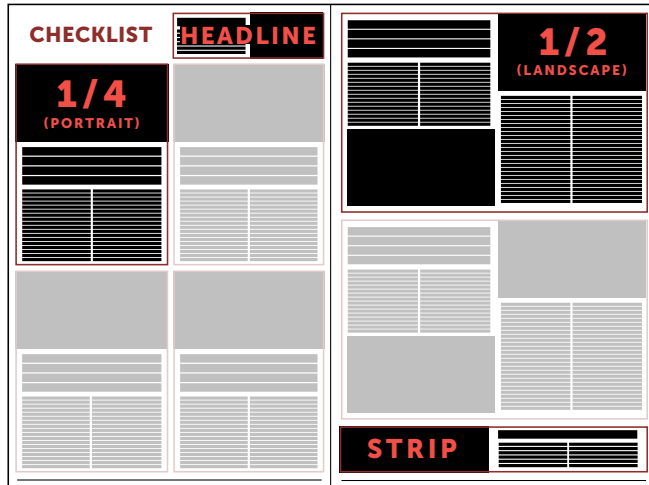 CHECKLIST
HEADLINE
1/4
(PORTRAIT)
1/2
(LANDSCAPE)
STRIP